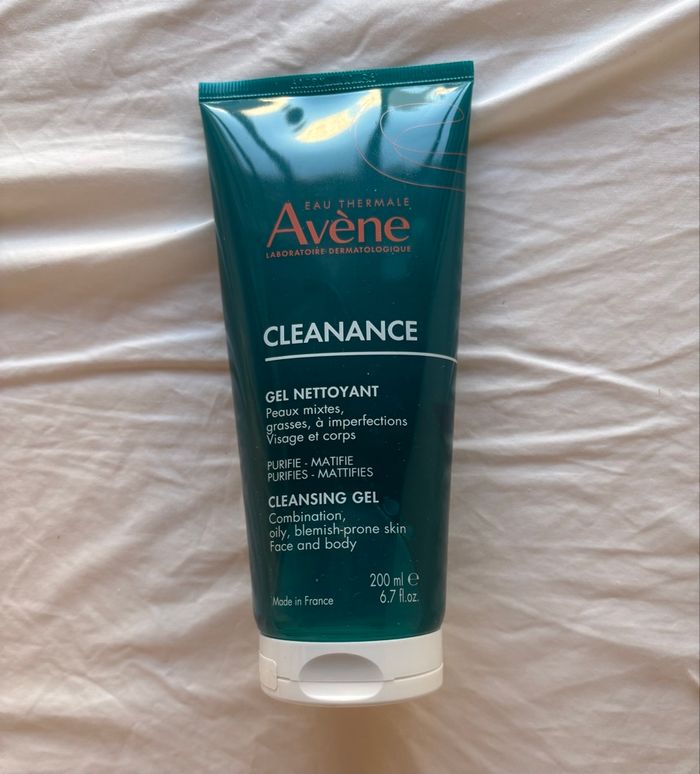 EAU THERMALE
Avène
LABORATOIRE DERMATOLOGIQUE
CLEANANCE
GEL NETTOYANT
Peaux mixtes,
grasses, à imperfections
Visage et corps
PURIFIE - MATIFIE
PURIFIES - MATTIFIES
CLEANSING GEL
Combination,
oily, blemish-prone skin
Face and body
200 ml ℮
Made in France 6.7 fl.oz.